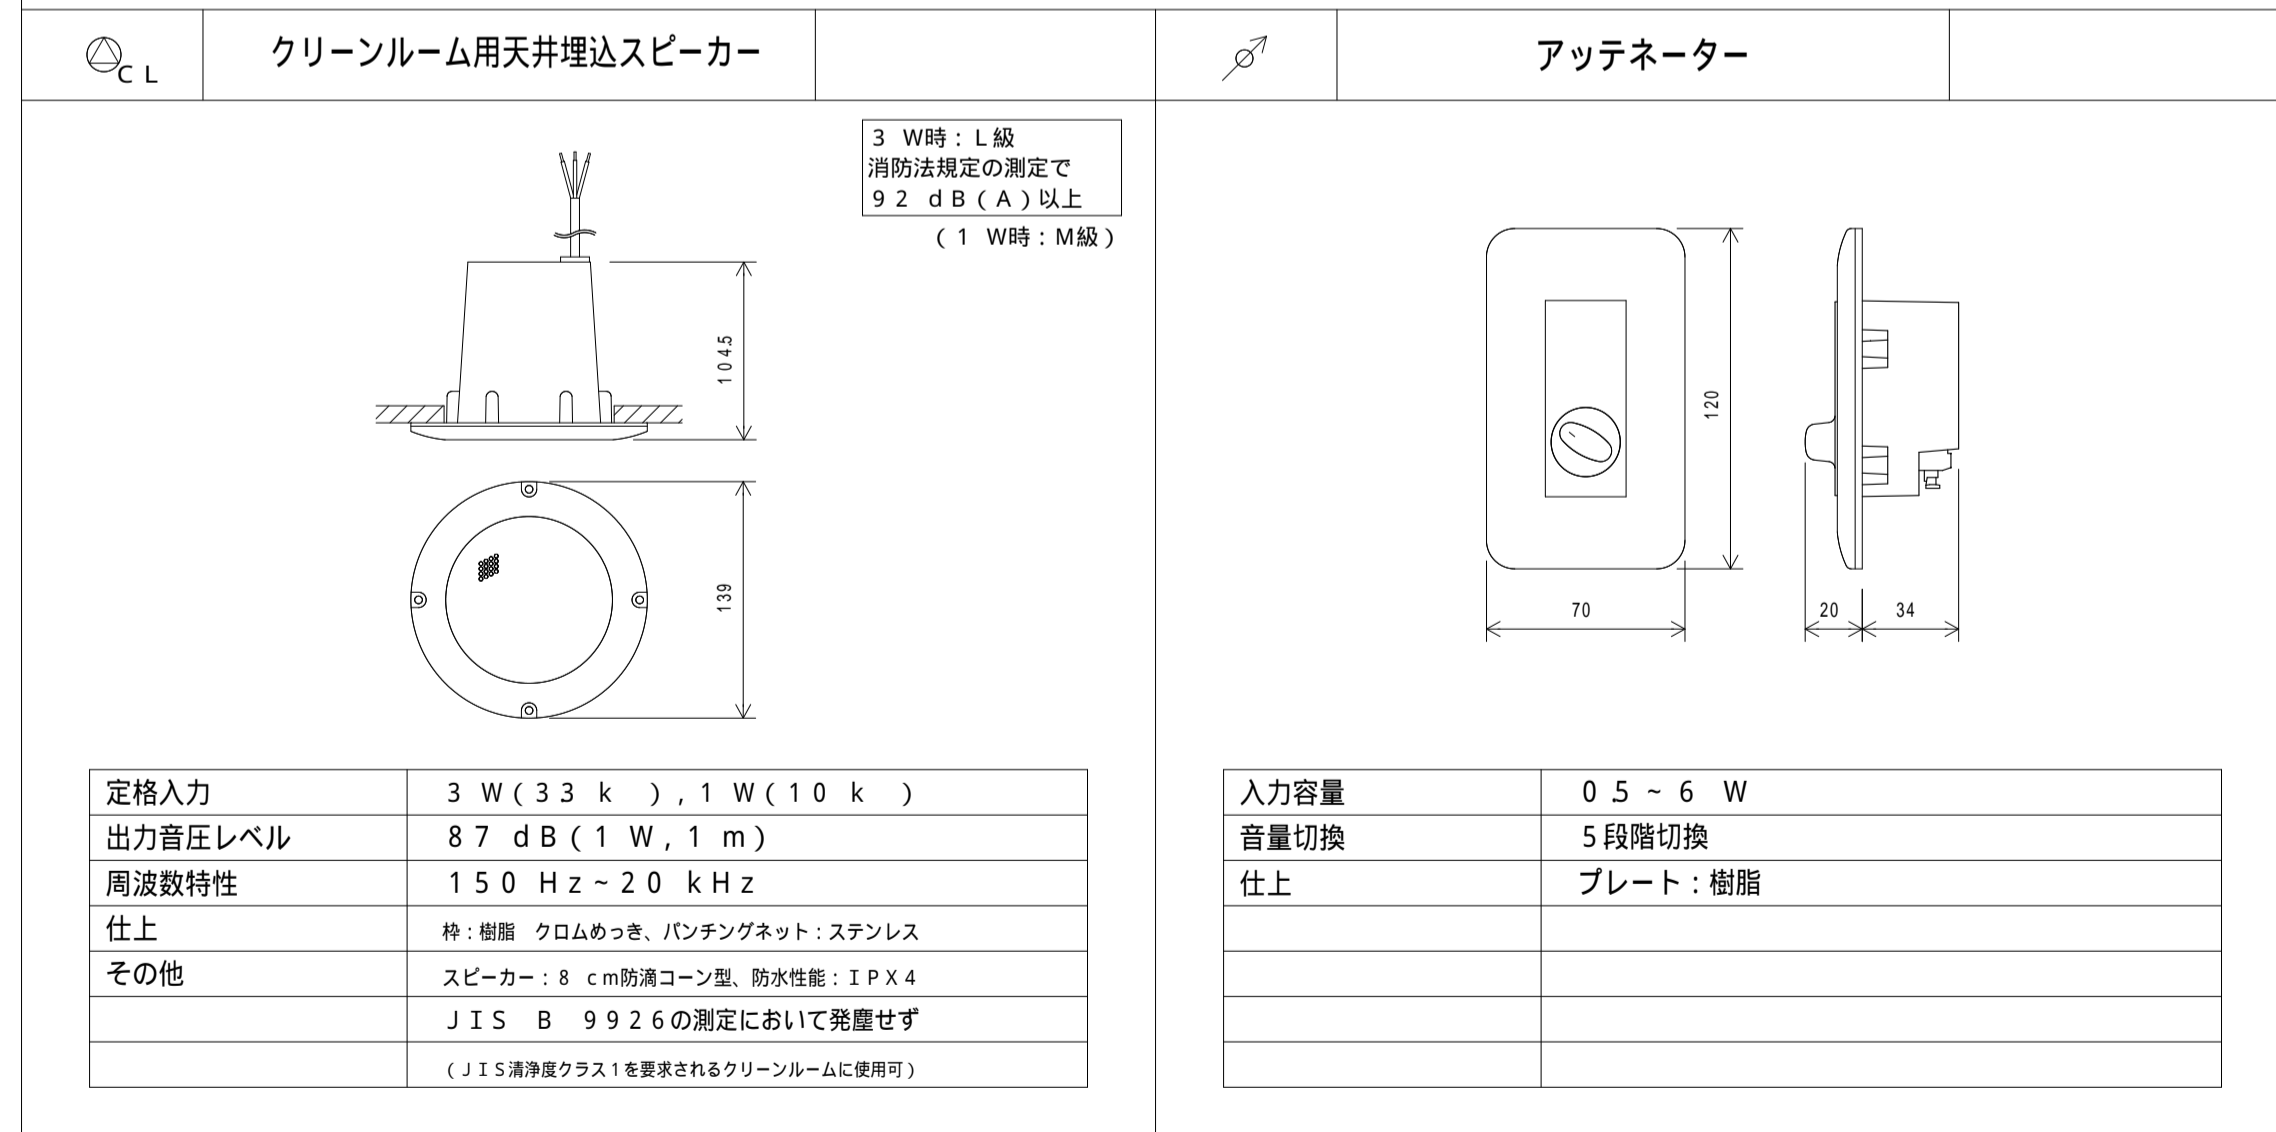 CL
クリーンルーム用天井埋込スピーカー
3 W時：L級
消防法規定の測定で
92 dB(A)以上
(1 W時：M級)
104.5
139
定格入力 3 W(3.3 k ),1 W(10 k )
出力音圧レベル 87 dB(1 W,1 m)
周波数特性 150 Hz~20 kHz
仕上 枠：樹脂 クロムめっき、パンチングネット：ステンレス
その他 スピーカー：8 cm防滴コーン型、防水性能：IPX4
JIS B 9926の測定において発塵せず
(JIS清浄度クラス1を要求されるクリーンルームに使用可)
アッテネーター
120
70
20
34
入力容量 0.5~6 W
音量切換 5段階切換
仕上 プレート：樹脂